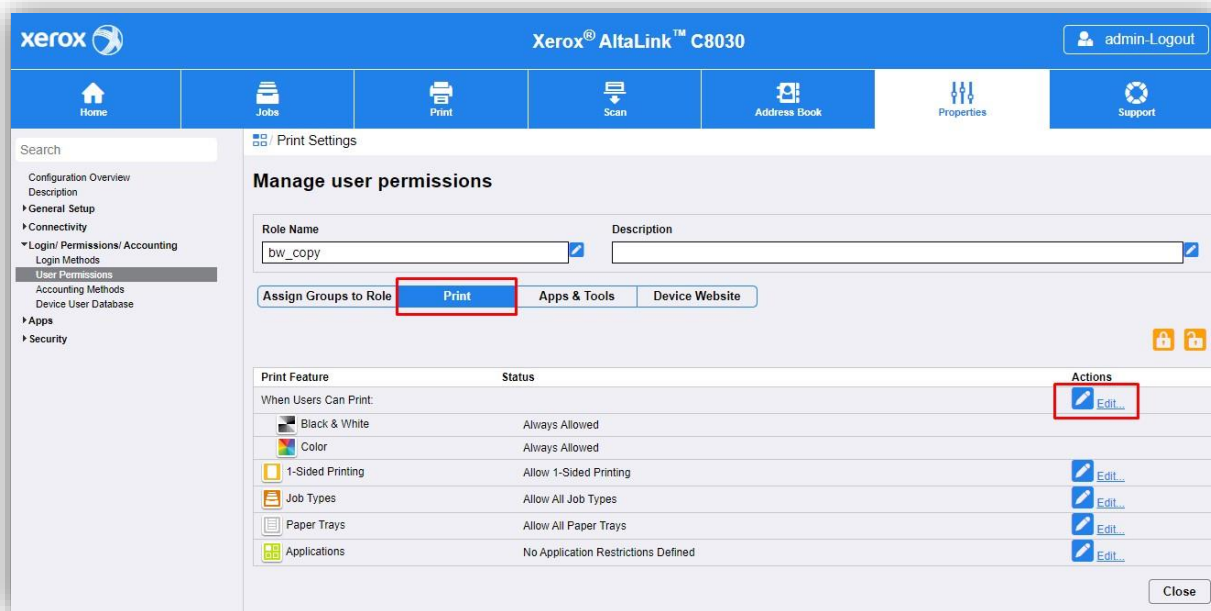 xerox
Xerox® AltaLink™ C8030
admin-Logout
Home
Jobs
Print
Scan
Address Book
Properties
Support
Search
Configuration Overview
Description
General Setup
Connectivity
Login/ Permissions/ Accounting
Login Methods
User Permissions
Accounting Methods
Device User Database
Apps
Security
/ Print Settings
Manage user permissions
Role Name Description
bw_copy
Assign Groups to Role Print Apps & Tools Device Website
Print Feature Status Actions
When Users Can Print: Edit...
Black & White Always Allowed
Color Always Allowed
1-Sided Printing Allow 1-Sided Printing Edit...
Job Types Allow All Job Types Edit...
Paper Trays Allow All Paper Trays Edit...
Applications No Application Restrictions Defined Edit...
Close